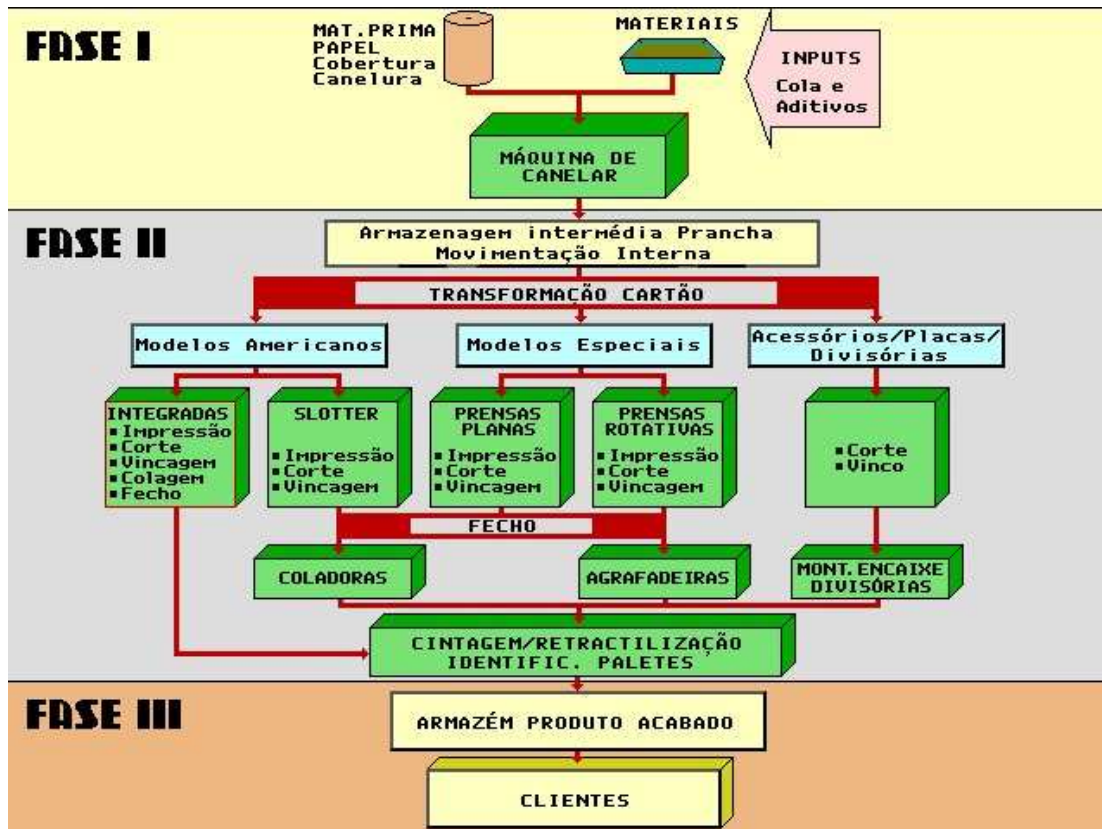 FASE I
MAT.PRIMA
PAPEL
Cobertura
Canelura
MATERIAIS
INPUTS
Cola e
Aditivos
MÁQUINA DE
CANELAR
FASE II
Armazenagem intermédia Prancha
Movimentação Interna
TRANSFORMAÇÃO CARTÃO
Modelos Americanos
Modelos Especiais
Acessórios/Placas/
Divisórias
INTEGRADAS
▪Impressão
▪Corte
▪Vincagem
▪Colagem
▪Fecho
SLOTTER
▪Impressão
▪Corte
▪Vincagem
PRENSAS
PLANAS
▪Impressão
▪Corte
▪Vincagem
PRENSAS
ROTATIVAS
▪Impressão
▪Corte
▪Vincagem
▪Corte
▪Vinco
FECHO
COLADORAS
AGRAFADEIRAS
MONT.ENCAIXE
DIVISÓRIAS
CINTAGEM/RETRACTILIZAÇÃO
IDENTIFIC. PALETES
FASE III
ARMAZÉM PRODUTO ACABADO
CLIENTES